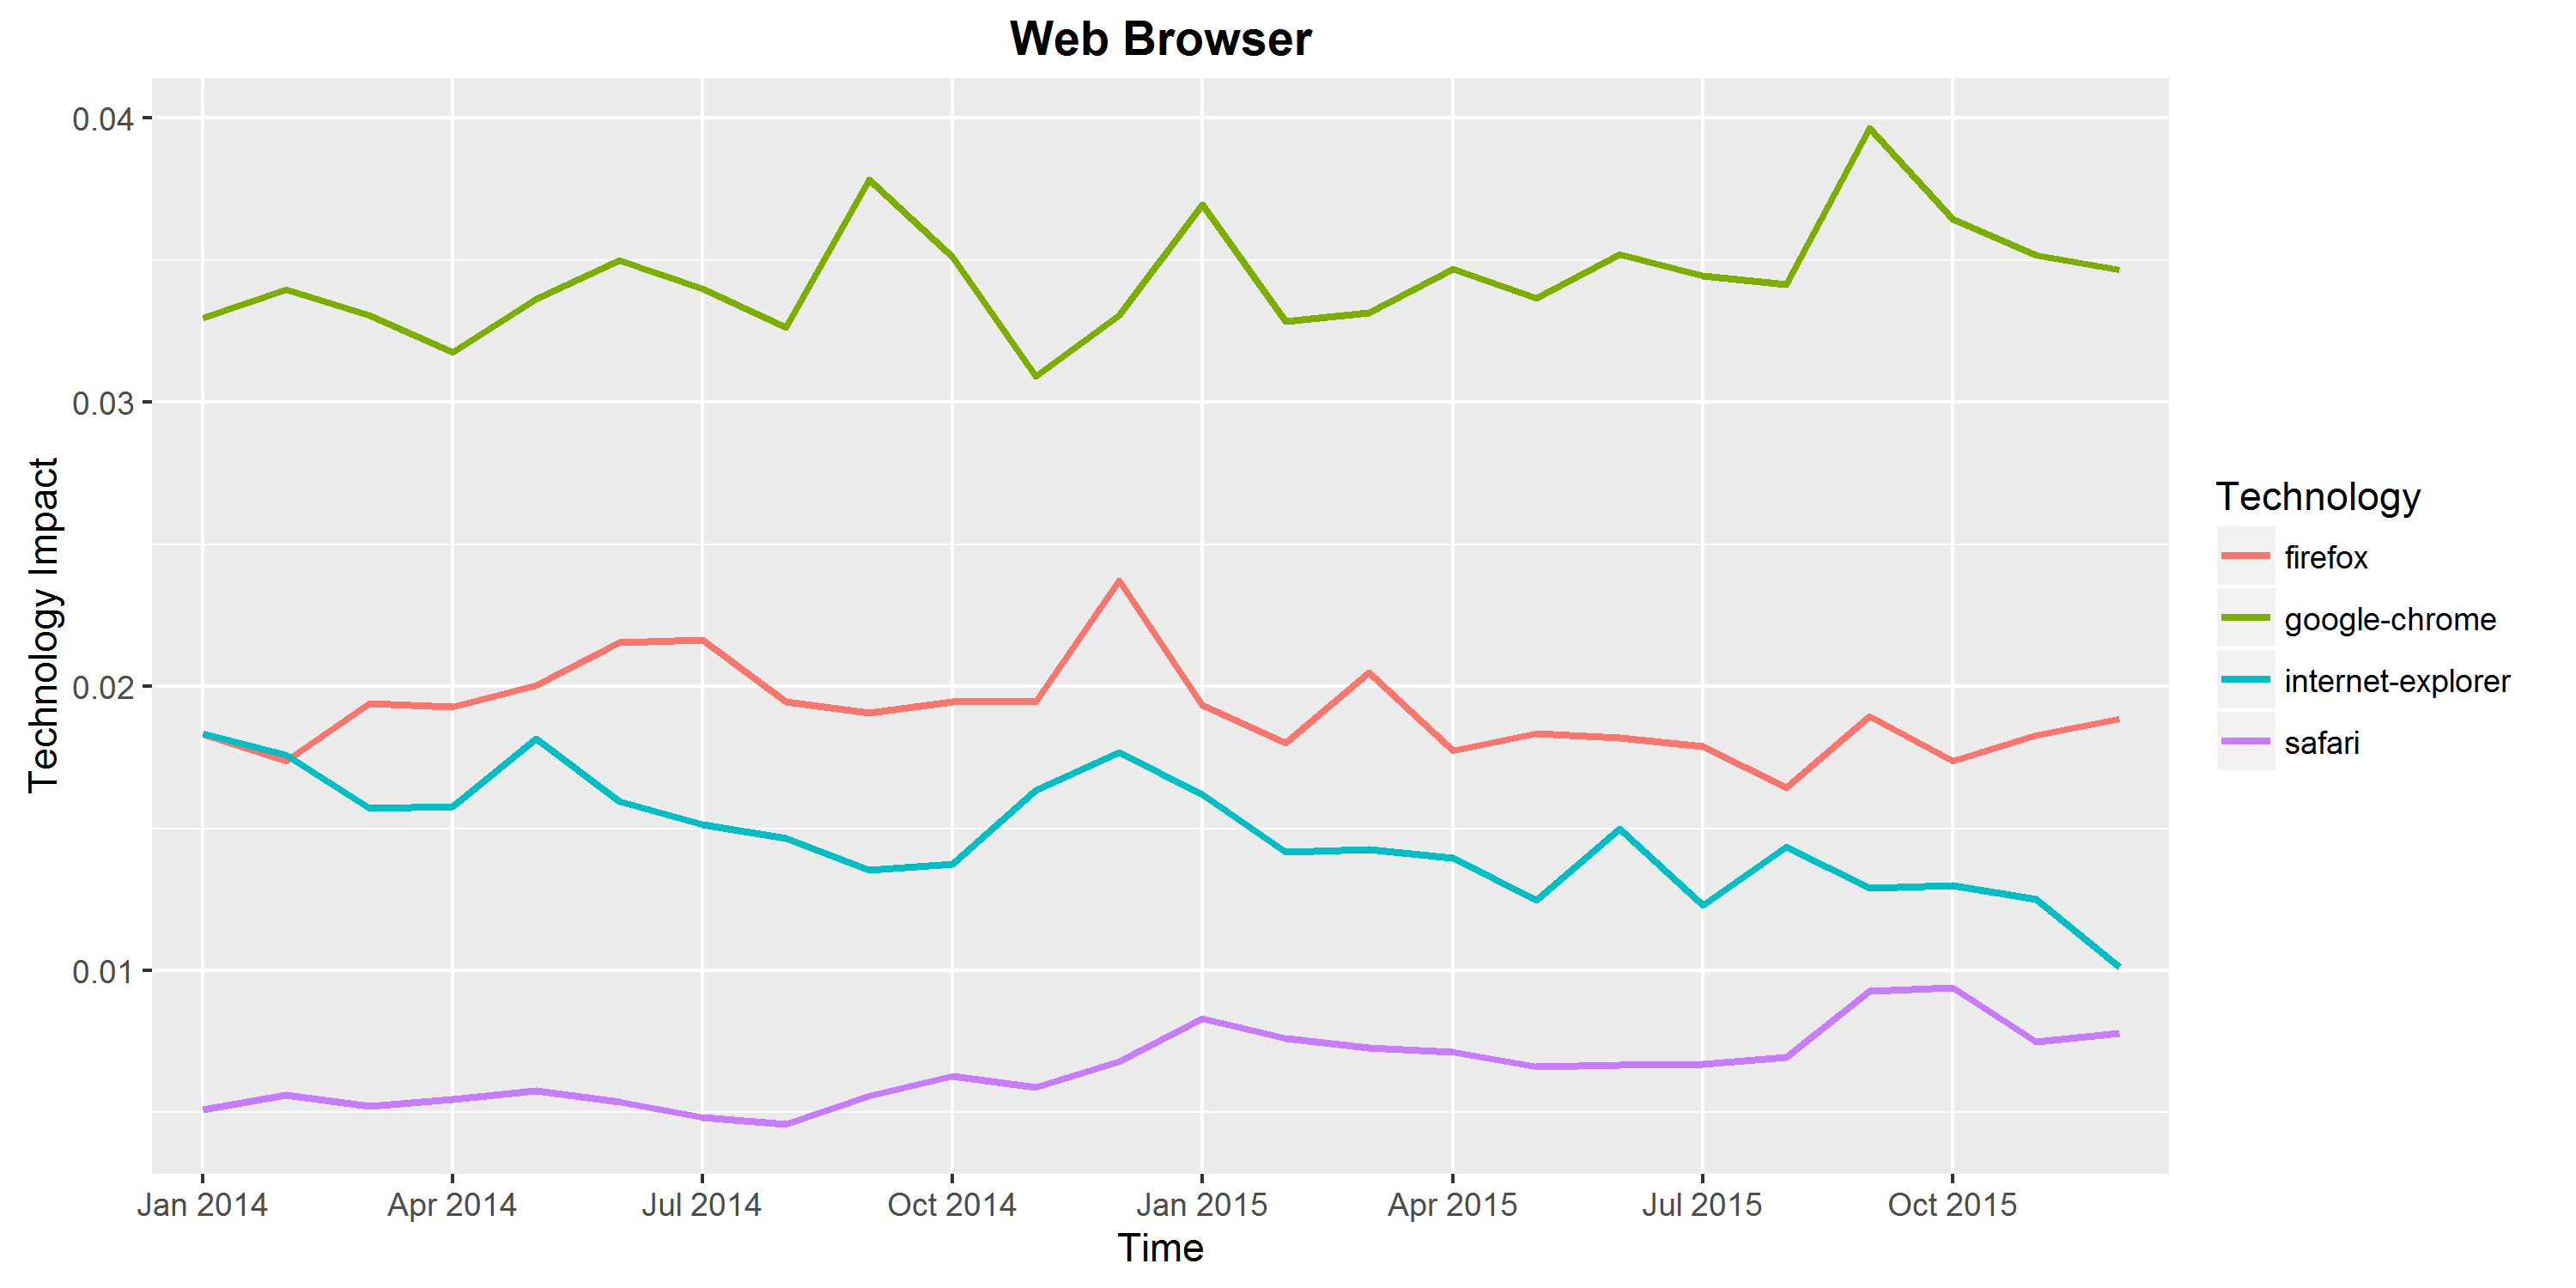 Web Browser
0.04
0.03
0.02
0.01
Technology Impact
Jan 2014
Apr 2014
Jul 2014
Oct 2014
Jan 2015
Apr 2015
Jul 2015
Oct 2015
Time
Technology
firefox
google-chrome
internet-explorer
safari